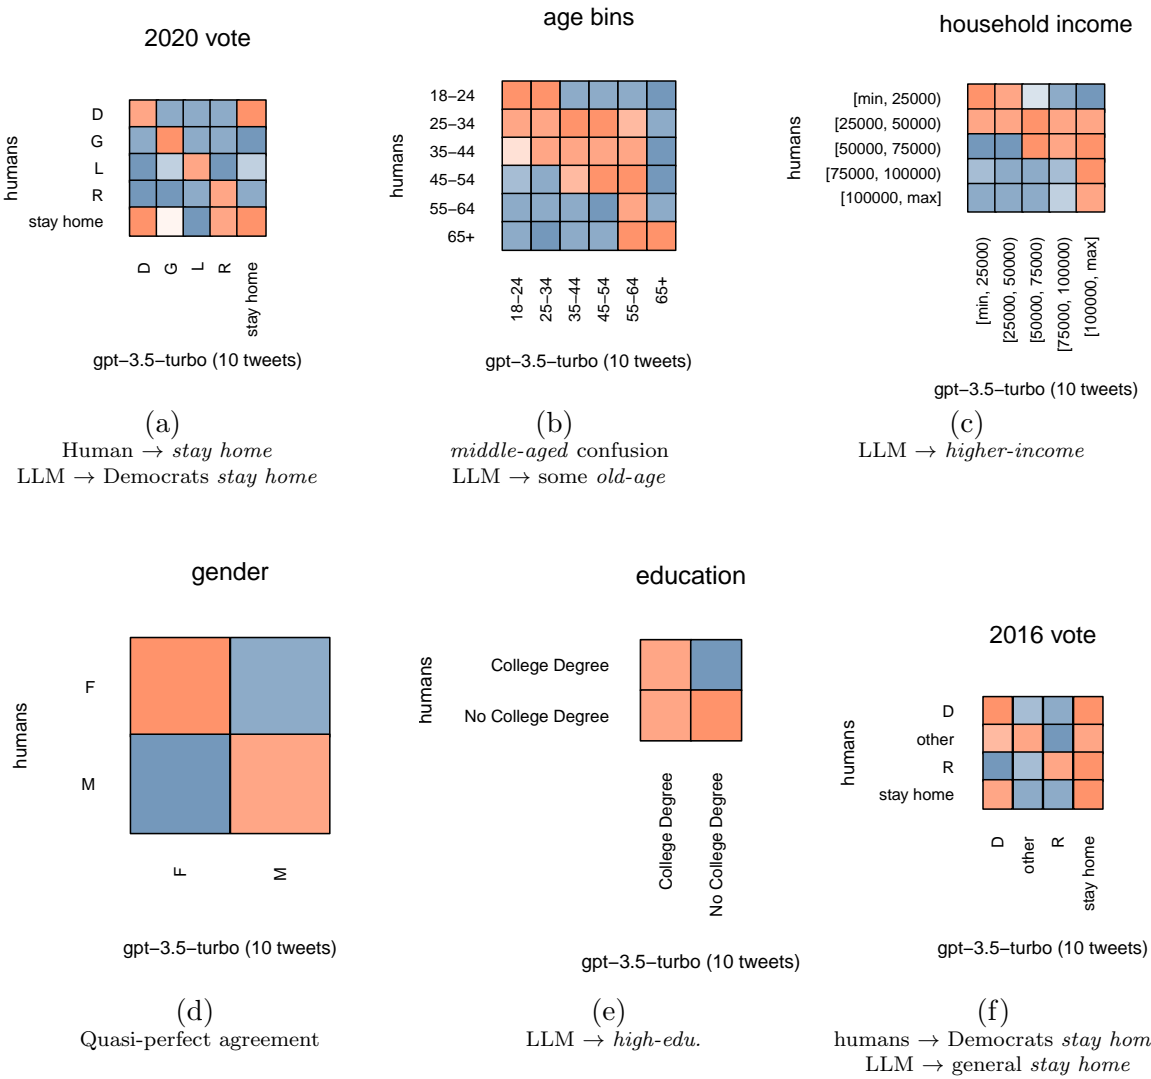 2020 vote
humans
D
G
L
R
stay home
D
G
L
R
stay home
gpt−3.5−turbo (10 tweets)
(a)
Human → stay home
LLM → Democrats stay home
age bins
humans
18−24
25−34
35−44
45−54
55−64
65+
18−24
25−34
35−44
45−54
55−64
65+
gpt−3.5−turbo (10 tweets)
(b)
middle-aged confusion
LLM → some old-age
household income
humans
[min, 25000)
[25000, 50000)
[50000, 75000)
[75000, 100000)
[100000, max]
[min, 25000)
[25000, 50000)
[50000, 75000)
[75000, 100000)
[100000, max]
gpt−3.5−turbo (10 tweets)
(c)
LLM → higher-income
gender
humans
F
M
F
M
gpt−3.5−turbo (10 tweets)
(d)
Quasi-perfect agreement
education
humans
College Degree
No College Degree
College Degree
No College Degree
gpt−3.5−turbo (10 tweets)
(e)
LLM → high-edu.
2016 vote
humans
D
other
R
stay home
D
other
R
stay home
gpt−3.5−turbo (10 tweets)
(f)
humans → Democrats stay hom
LLM → general stay home